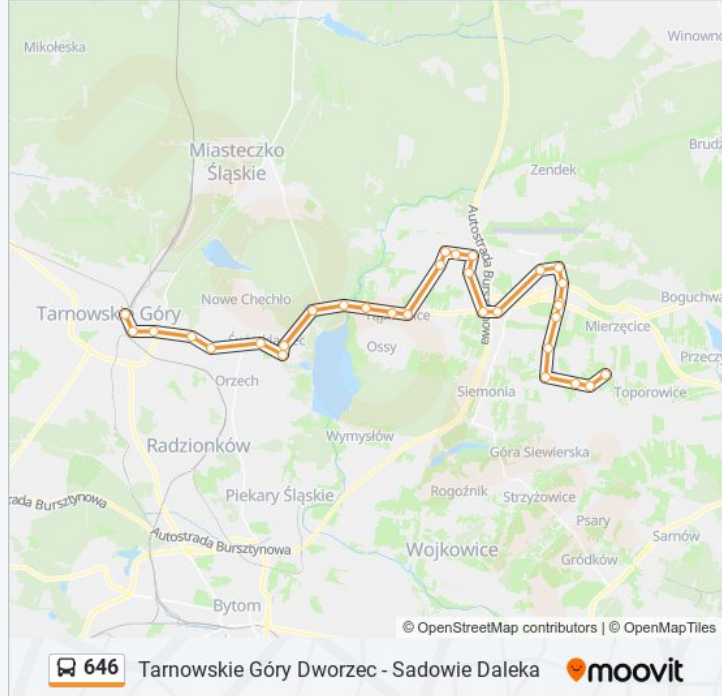 Mikołeska
Winowno
Miasteczko
Śląskie
Brudz
Zendek
Autostrada Bursztynowa
Nowe Chechło
Boguchwa
Tarnowskie Góry
Mierzęcice
Ossy
Przeczy
Orzech
Siemonia
Toporowice
Wymysłów
Radzionków
Góra Siewierska
Rogoźnik
Strzyżowice
Piekary Śląskie
rada Bursztynowa
Psary
Sarnów
Autostrada Bursztynowa
Wojkowice
Gródków
Bytom
© OpenStreetMap contributors | © OpenMapTiles
646 Tarnowskie Góry Dworzec - Sadowie Daleka moovit